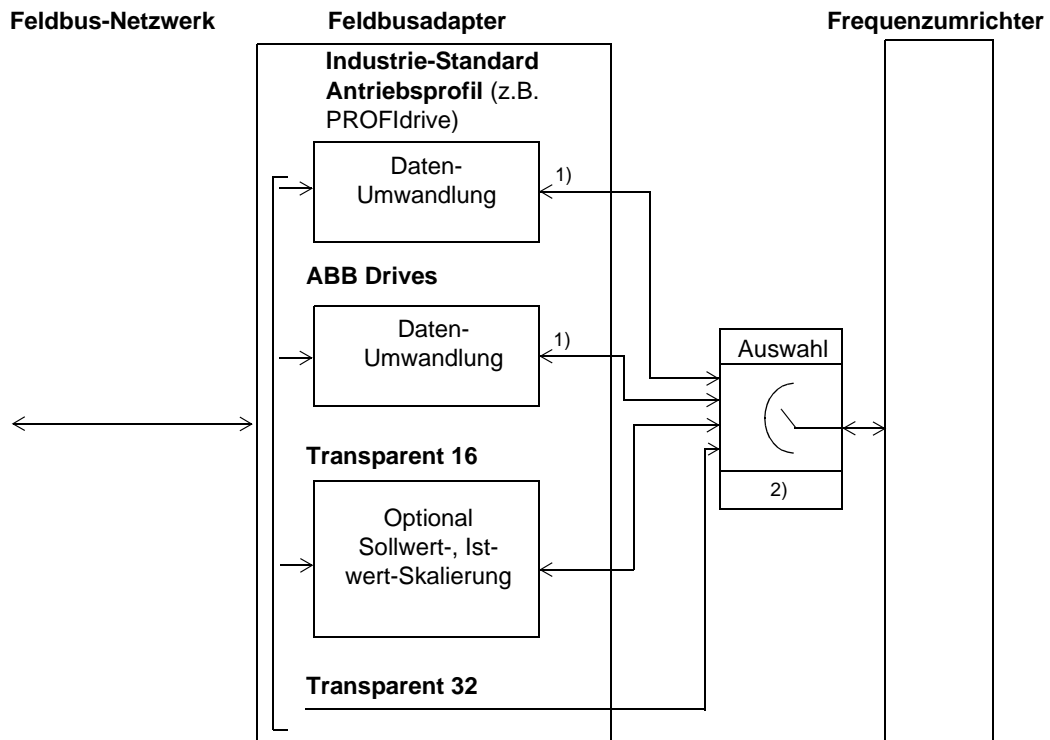 Feldbus-Netzwerk
Feldbusadapter
Frequenzumrichter
Industrie-Standard
Antriebsprofil (z.B.
PROFIdrive)
Daten-
Umwandlung
1)
ABB Drives
Daten-
Umwandlung
1)
Auswahl
2)
Transparent 16
Optional
Sollwert-, Ist-
wert-Skalierung
Transparent 32